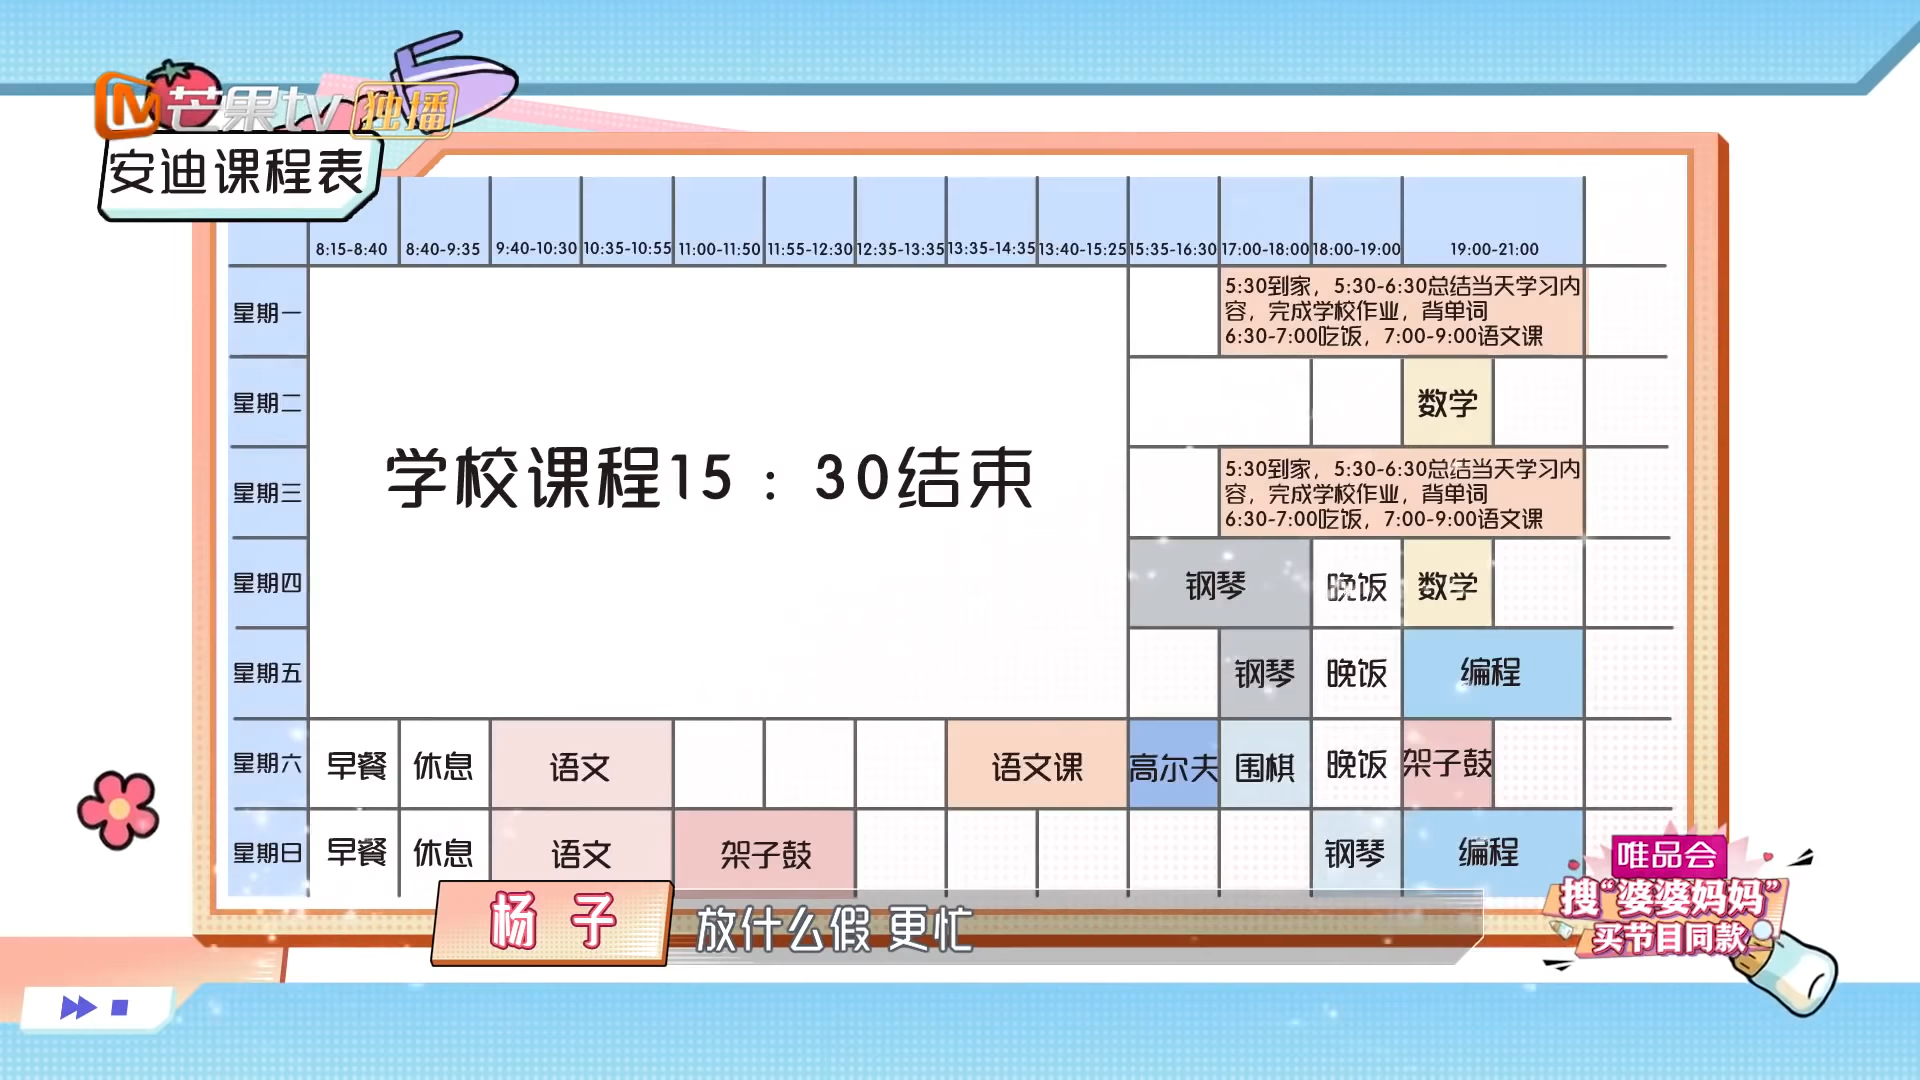 芒果tv 独播
安迪课程表
8:15-8:40 8:40-9:35 9:40-10:30 10:35-10:55 11:00-11:50 11:55-12:30 12:35-13:35 13:35-14:35 13:40-15:25 15:35-16:30 17:00-18:00 18:00-19:00 19:00-21:00
星期一
5:30到家，5:30-6:30总结当天学习内
容，完成学校作业，背单词
6:30-7:00吃饭，7:00-9:00语文课
星期二 数学
学校课程15：30结束
星期三
5:30到家，5:30-6:30总结当天学习内
容，完成学校作业，背单词
6:30-7:00吃饭，7:00-9:00语文课
星期四 钢琴 晚饭 数学
星期五 钢琴 晚饭 编程
星期六 早餐 休息 语文 语文课 高尔夫 围棋 晚饭 架子鼓
星期日 早餐 休息 语文 架子鼓 钢琴 编程
杨子 放什么假 更忙
唯品会
搜“婆婆妈妈”
买节目同款